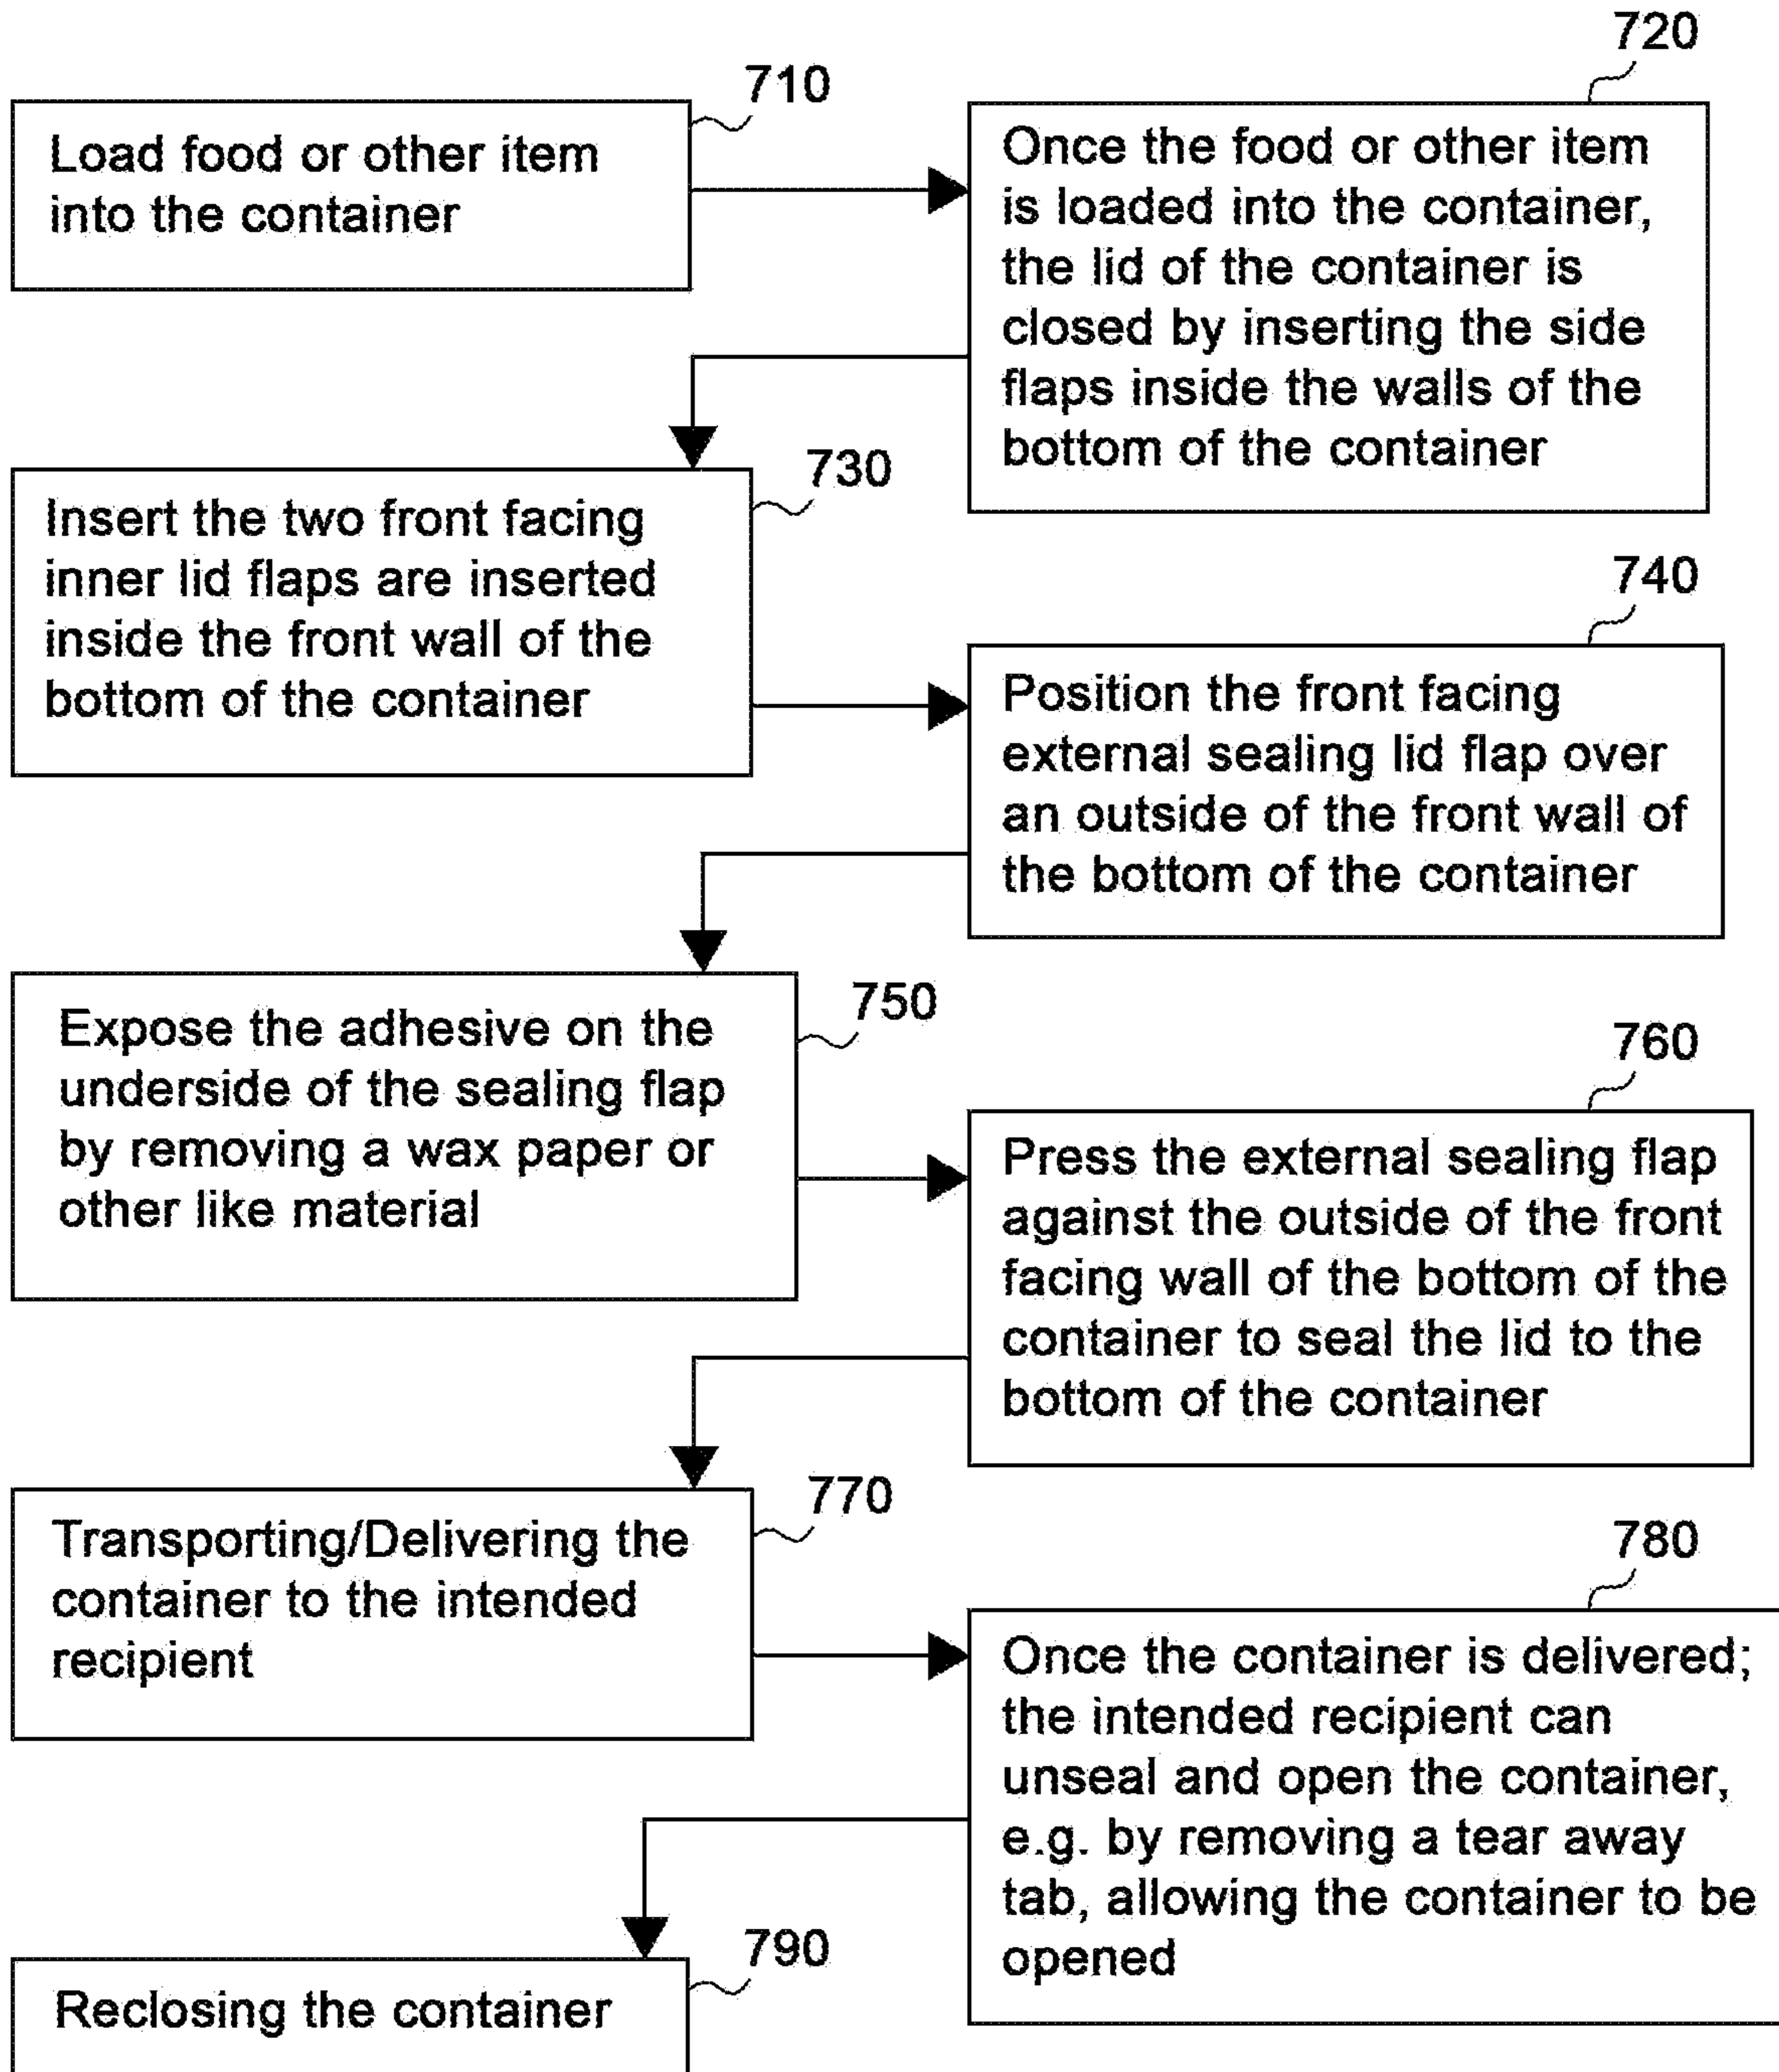 710
Load food or other item
into the container
720
Once the food or other item
is loaded into the container,
the lid of the container is
closed by inserting the side
flaps inside the walls of the
bottom of the container
730
Insert the two front facing
inner lid flaps are inserted
inside the front wall of the
bottom of the container
740
Position the front facing
external sealing lid flap over
an outside of the front wall of
the bottom of the container
750
Expose the adhesive on the
underside of the sealing flap
by removing a wax paper or
other like material
760
Press the external sealing flap
against the outside of the front
facing wall of the bottom of the
container to seal the lid to the
bottom of the container
770
Transporting/Delivering the
container to the intended
recipient
780
Once the container is delivered;
the intended recipient can
unseal and open the container,
e.g. by removing a tear away
tab, allowing the container to be
opened
790
Reclosing the container